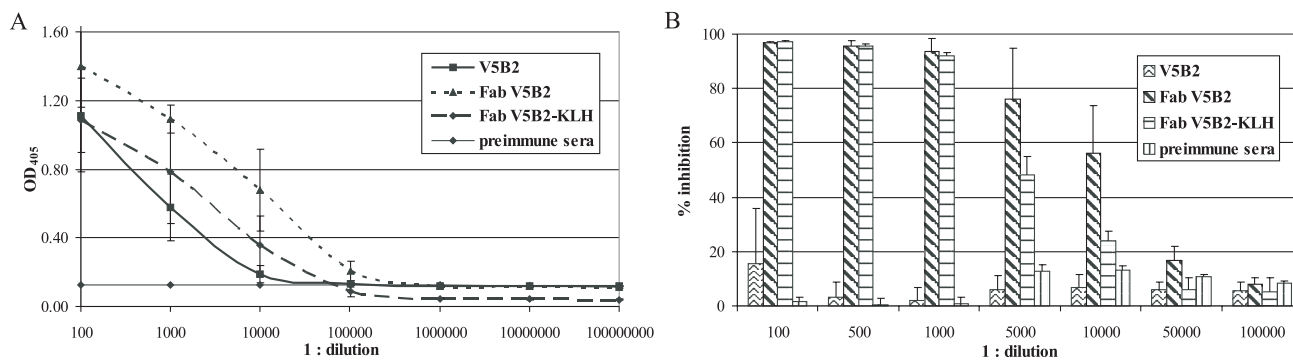 A
1.60
1.20
0.80
0.40
0.00
OD405
V5B2
Fab V5B2
Fab V5B2-KLH
preimmune sera
100 1000 10000 100000 1000000 10000000 100000000
1 : dilution
B
100
80
60
40
20
0
% inhibition
V5B2
Fab V5B2
Fab V5B2-KLH
preimmune sera
100 500 1000 5000 10000 50000 100000
1: dilution